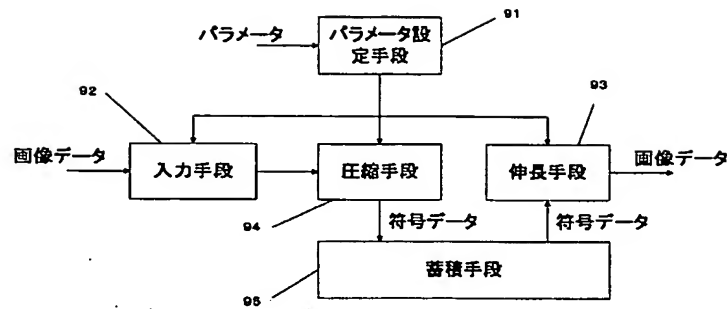 91
パラメータ
パラメータ設
定手段
92
93
画像データ
入力手段
圧縮手段
伸長手段
画像データ
94
符号データ
符号データ
蓄積手段
95